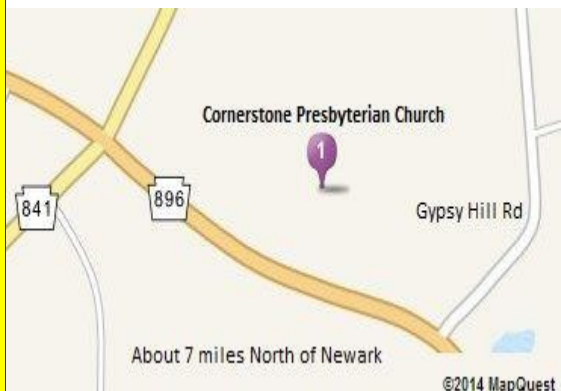 Cornerstone Presbyterian Church
1
896
841
Gypsy Hill Rd
About 7 miles North of Newark
©2014 MapQuest